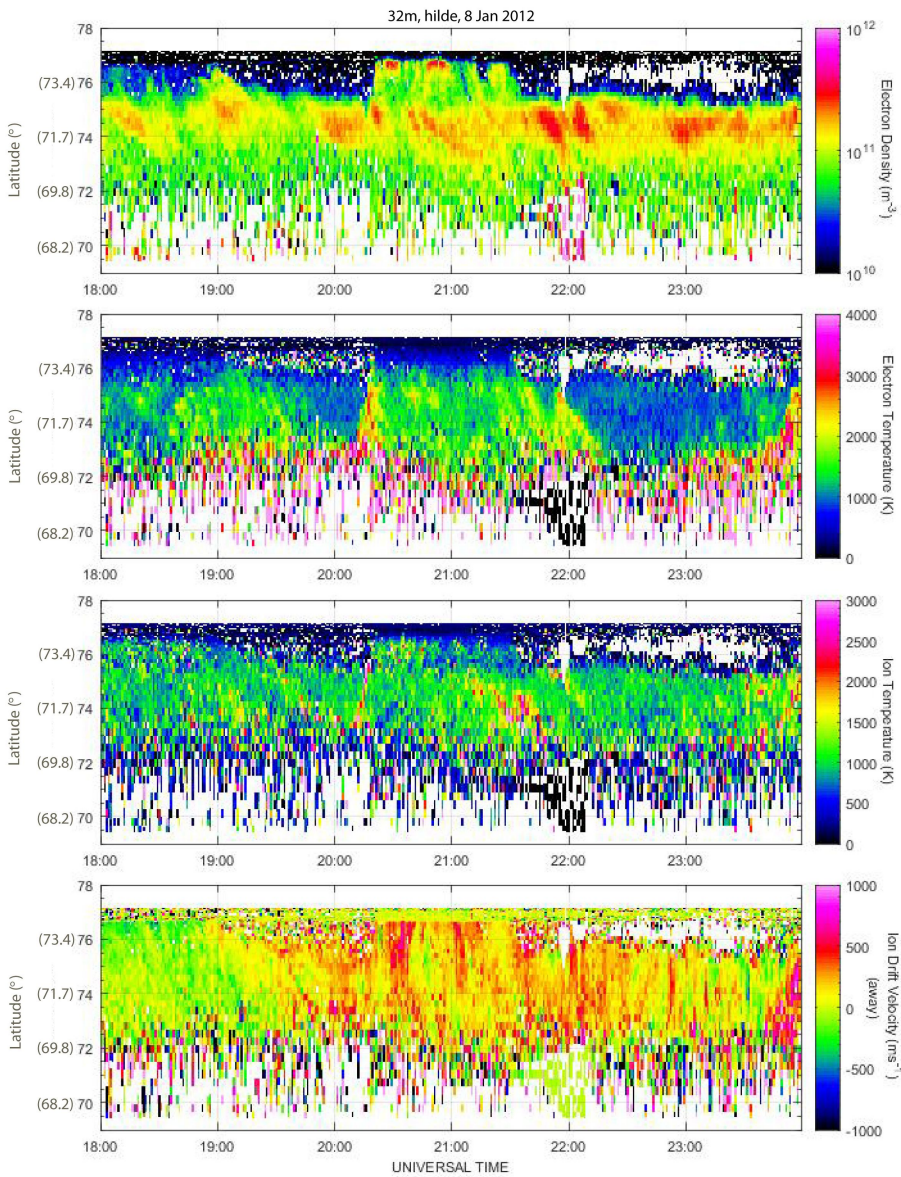 32m, hilde, 8 Jan 2012
78
(73.4) 76
(71.7) 74
(69.8) 72
(68.2) 70
Latitude (°)
18:00 19:00 20:00 21:00 22:00 23:00
10¹²
10¹¹
10¹⁰
Electron Density (m⁻³)
78
(73.4) 76
(71.7) 74
(69.8) 72
(68.2) 70
Latitude (°)
18:00 19:00 20:00 21:00 22:00 23:00
4000
3000
2000
1000
0
Electron Temperature (K)
78
(73.4) 76
(71.7) 74
(69.8) 72
(68.2) 70
Latitude (°)
18:00 19:00 20:00 21:00 22:00 23:00
3000
2500
2000
1500
1000
500
0
Ion Temperature (K)
78
(73.4) 76
(71.7) 74
(69.8) 72
(68.2) 70
Latitude (°)
18:00 19:00 20:00 21:00 22:00 23:00
UNIVERSAL TIME
1000
500
0
-500
-1000
Ion Drift Velocity (ms⁻¹)
(away)